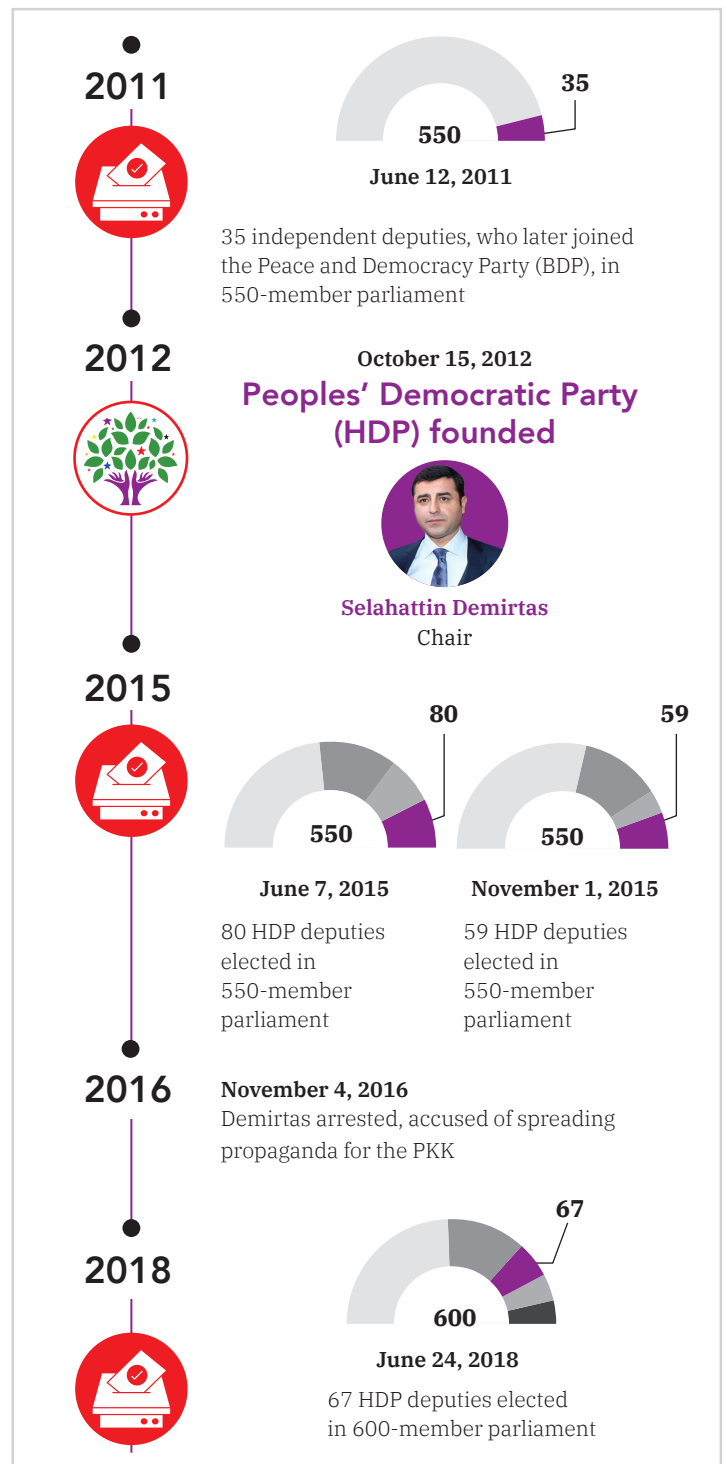 2011
35
550
June 12, 2011
35 independent deputies, who later joined
the Peace and Democracy Party (BDP), in
550-member parliament
2012
October 15, 2012
Peoples’ Democratic Party
(HDP) founded
Selahattin Demirtas
Chair
2015
80
550
June 7, 2015
80 HDP deputies
elected in
550-member
parliament
59
550
November 1, 2015
59 HDP deputies
elected in
550-member
parliament
2016
November 4, 2016
Demirtas arrested, accused of spreading
propaganda for the PKK
2018
67
600
June 24, 2018
67 HDP deputies elected
in 600-member parliament